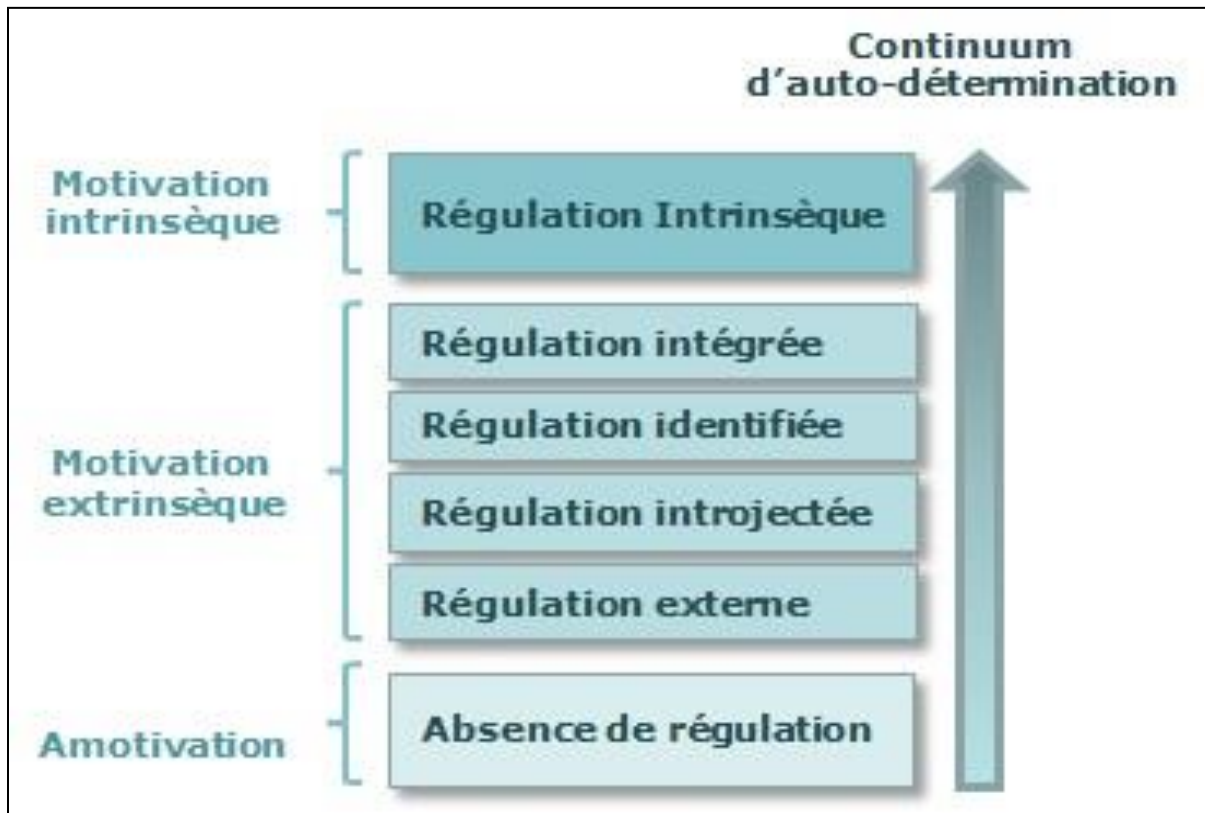 Continuum
d'auto-détermination
Motivation
intrinsèque
Régulation Intrinsèque
Motivation
extrinsèque
Régulation intégrée
Régulation identifiée
Régulation introjectée
Régulation externe
Amotivation
Absence de régulation